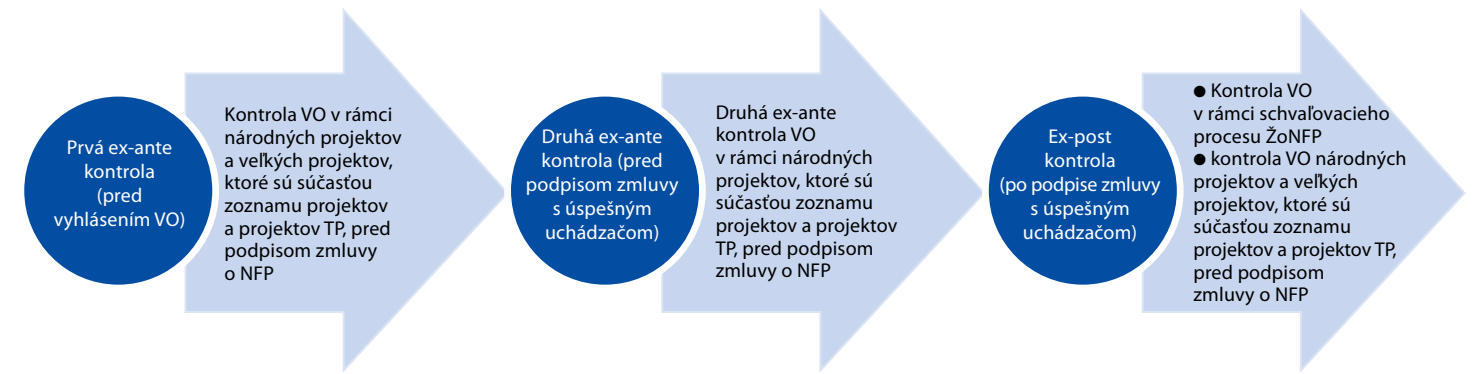 Prvá ex-ante
kontrola
(pred
vyhlásením VO)
Kontrola VO v rámci
národných projektov
a veľkých projektov,
ktoré sú súčasťou
zoznamu projektov
a projektov TP, pred
podpisom zmluvy
o NFP
Druhá ex-ante
kontrola (pred
podpisom zmluvy
s úspešným
uchádzačom)
Druhá ex-ante
kontrola VO
v rámci národných
projektov, ktoré sú
súčasťou zoznamu
projektov a projektov
TP, pred podpisom
zmluvy o NFP
Ex-post
kontrola
(po podpise zmluvy
s úspešným
uchádzačom)
● Kontrola VO
v rámci schvaľovacieho
procesu ŽoNFP
● kontrola VO národných
projektov a veľkých
projektov, ktoré sú
súčasťou zoznamu
projektov a projektov TP,
pred podpisom
zmluvy o NFP